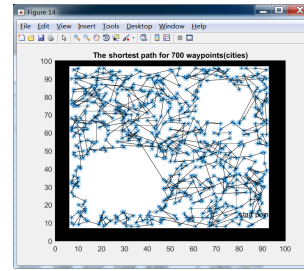 Figure 14
File Edit View Insert Tools Desktop Window Help
The shortest path for 700 waypoints(cities)
100
90
80
70
60
50
40
30
20
10
0
start point
0 10 20 30 40 50 60 70 80 90 100